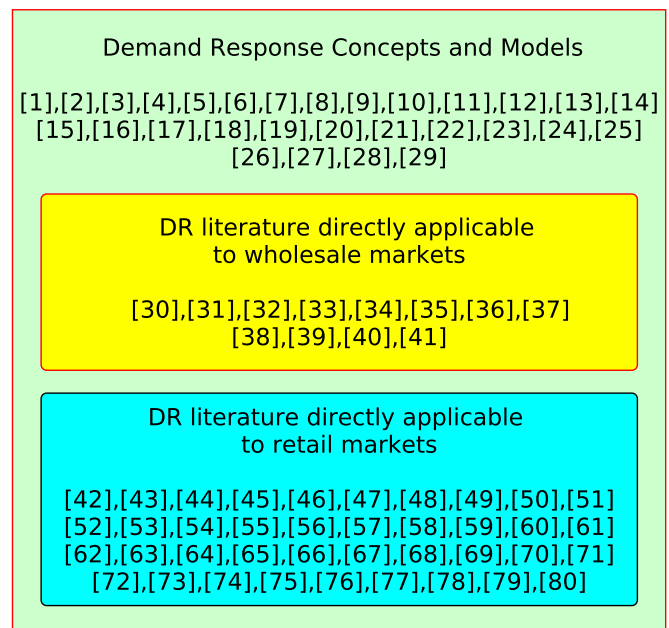 Demand Response Concepts and Models
[1],[2],[3],[4],[5],[6],[7],[8],[9],[10],[11],[12],[13],[14]
[15],[16],[17],[18],[19],[20],[21],[22],[23],[24],[25]
[26],[27],[28],[29]
DR literature directly applicable
to wholesale markets
[30],[31],[32],[33],[34],[35],[36],[37]
[38],[39],[40],[41]
DR literature directly applicable
to retail markets
[42],[43],[44],[45],[46],[47],[48],[49],[50],[51]
[52],[53],[54],[55],[56],[57],[58],[59],[60],[61]
[62],[63],[64],[65],[66],[67],[68],[69],[70],[71]
[72],[73],[74],[75],[76],[77],[78],[79],[80]